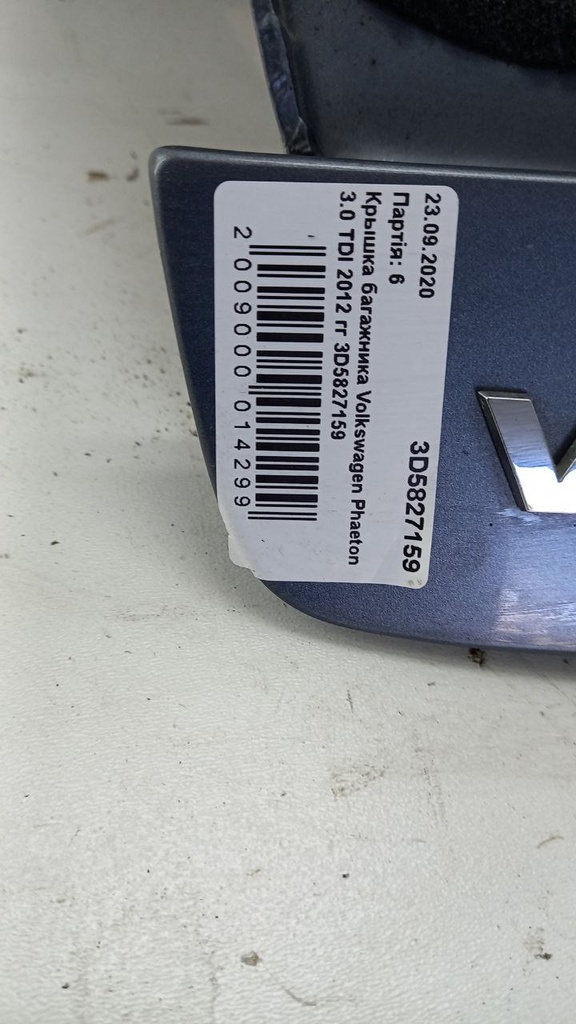 23.09.2020
Партія: 6
3D5827159
Крышка багажника Volkswagen Phaeton
3.0 TDI 2012 гг 3D5827159
2 009000 014299